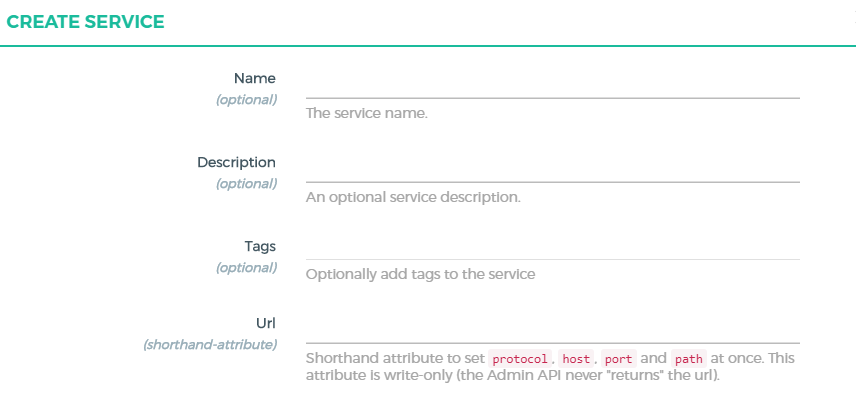 CREATE SERVICE
Name
(optional)
The service name.
Description
(optional)
An optional service description.
Tags
(optional)
Optionally add tags to the service
Url
(shorthand-attribute)
Shorthand attribute to set protocol, host, port and path at once. This
attribute is write-only (the Admin API never "returns" the url).